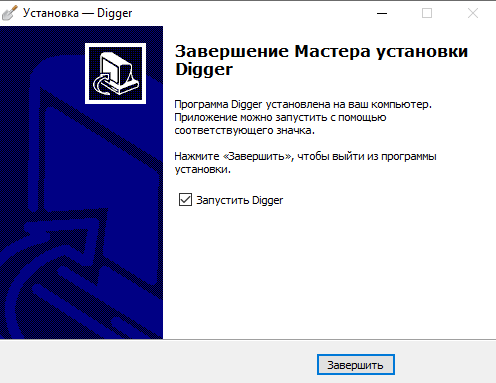 Установка — Digger
Завершение Мастера установки
Digger
Программа Digger установлена на ваш компьютер.
Приложение можно запустить с помощью
соответствующего значка.
Нажмите «Завершить», чтобы выйти из программы
установки.
Запустить Digger
Завершить